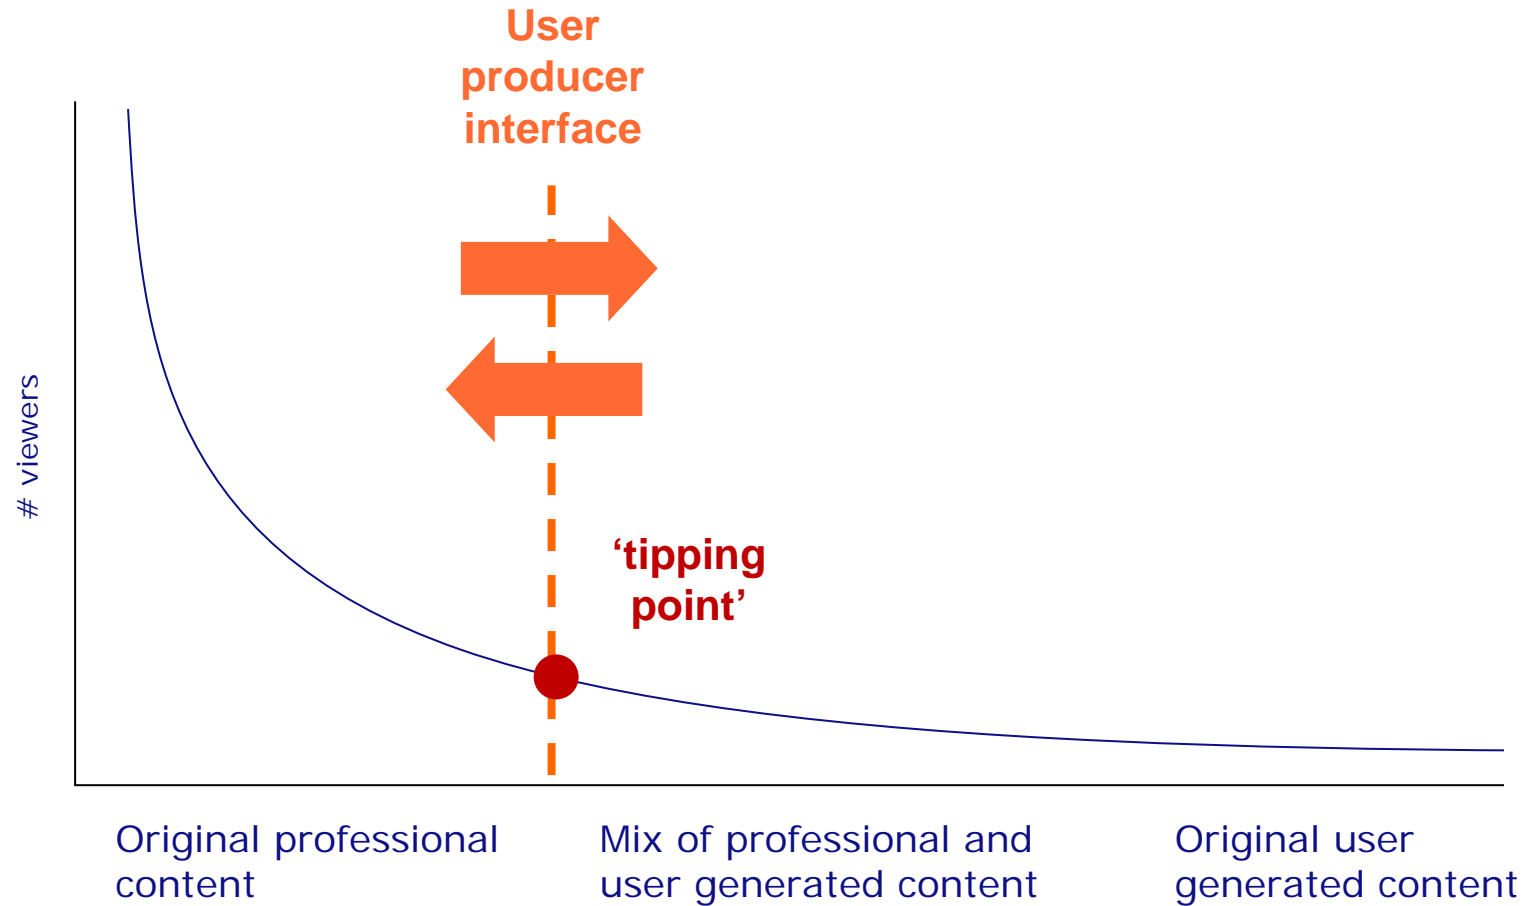 User
producer
interface
# viewers
‘tipping
point’
Original professional
content
Mix of professional and
user generated content
Original user
generated content